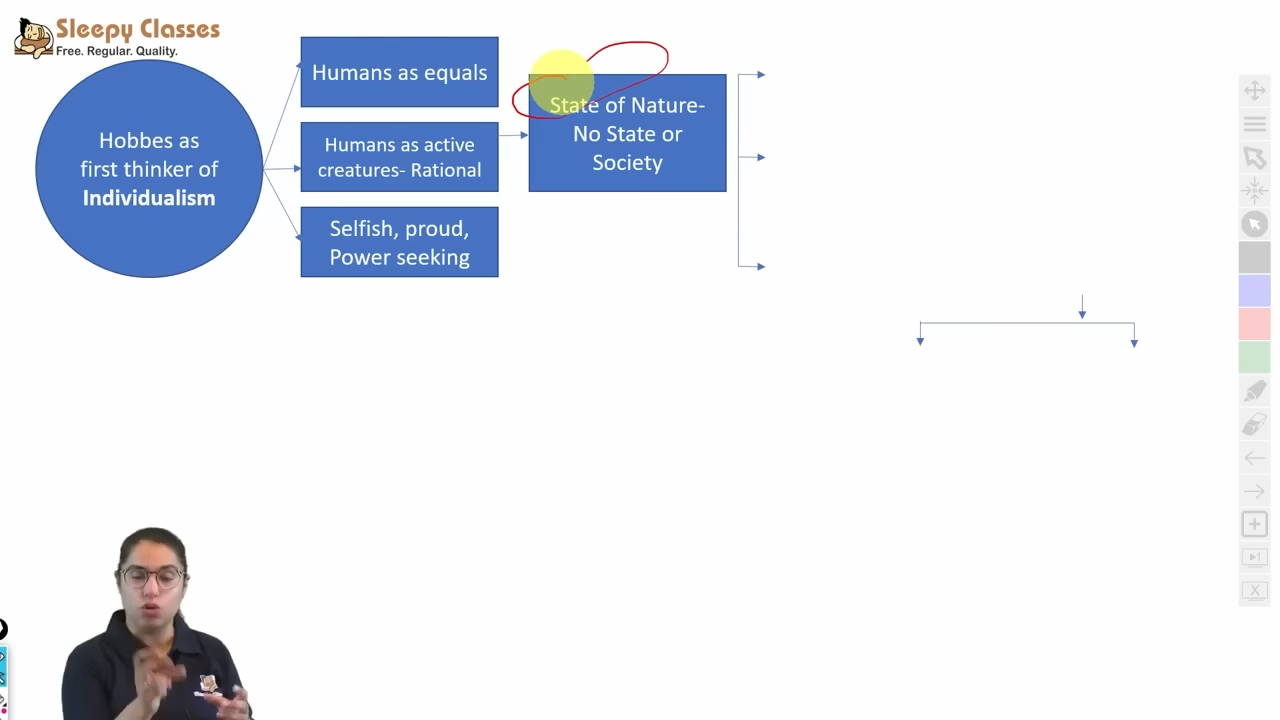 Sleepy Classes
Free. Regular. Quality.
Hobbes as
first thinker of
Individualism
Humans as equals
Humans as active
creatures- Rational
Selfish, proud,
Power seeking
State of Nature-
No State or
Society